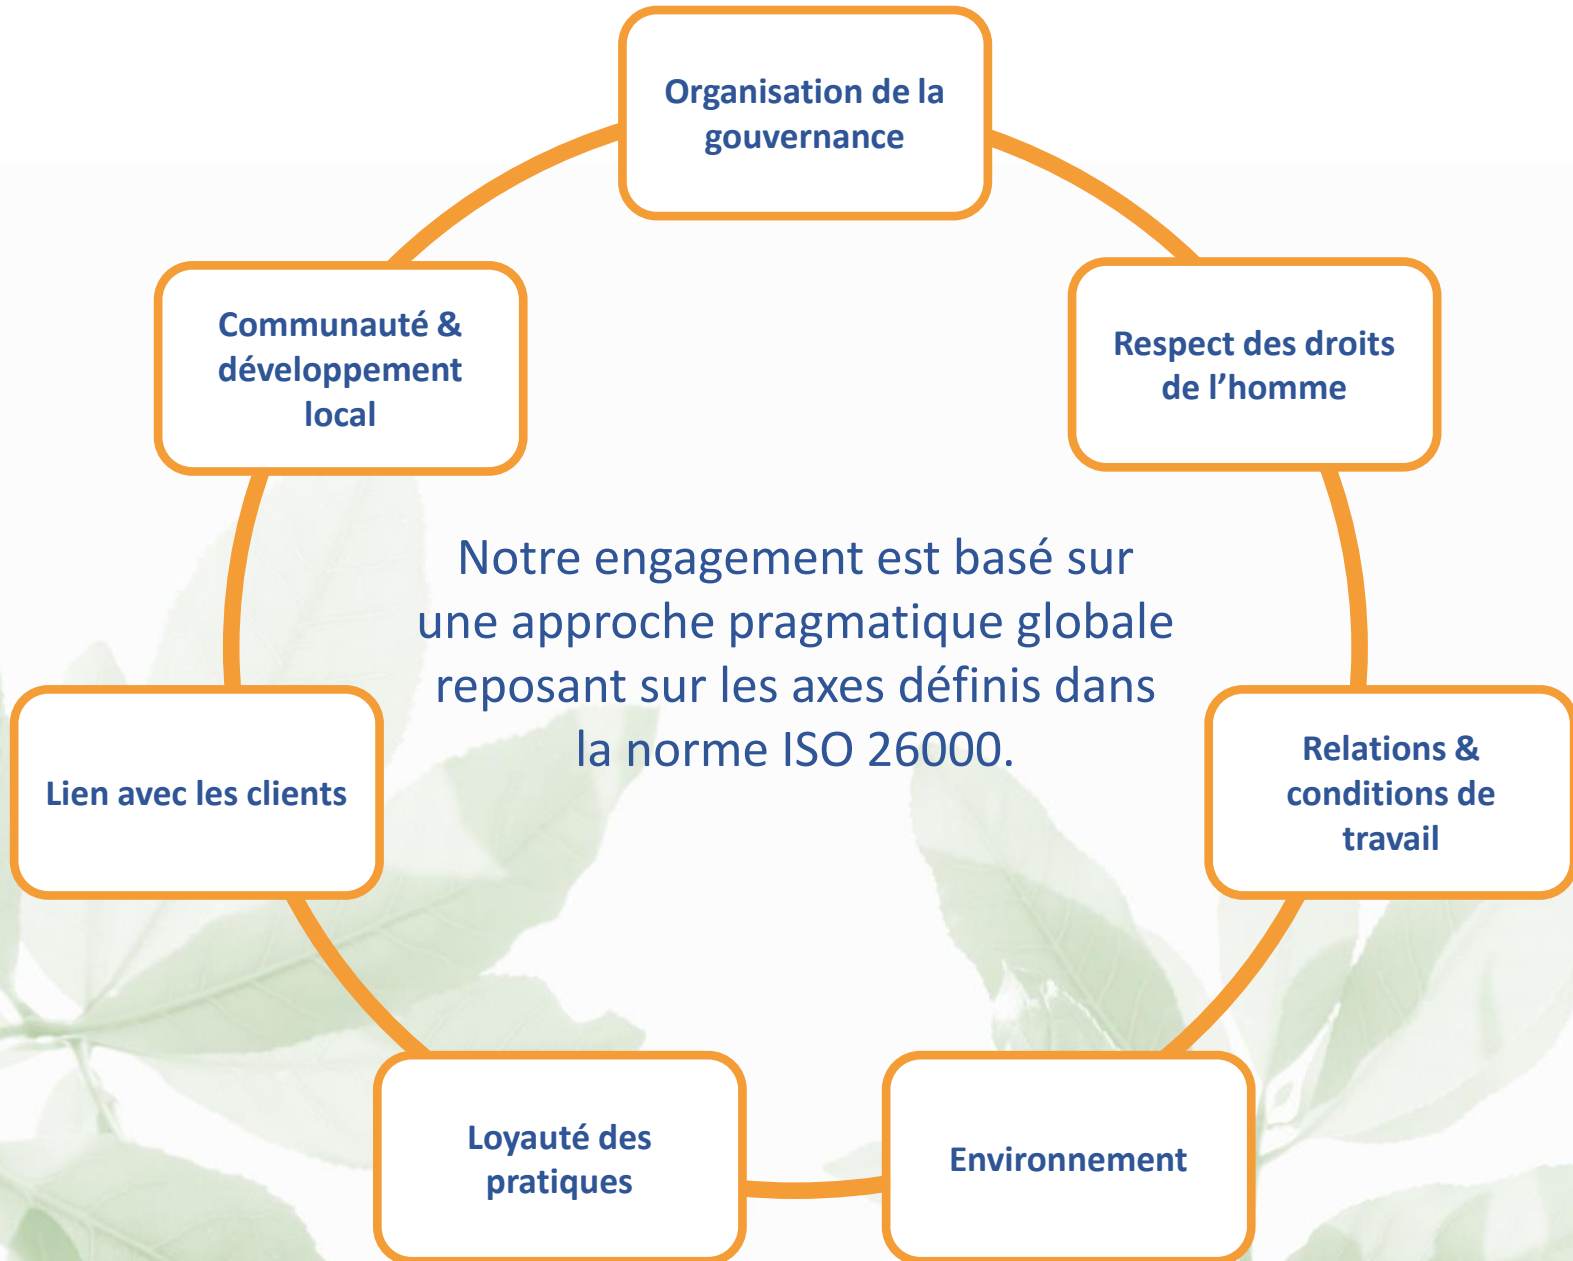 Organisation de la
gouvernance
Respect des droits
de l’homme
Relations &
conditions de
travail
Environnement
Loyauté des
pratiques
Lien avec les clients
Communauté &
développement
local
Notre engagement est basé sur
une approche pragmatique globale
reposant sur les axes définis dans
la norme ISO 26000.